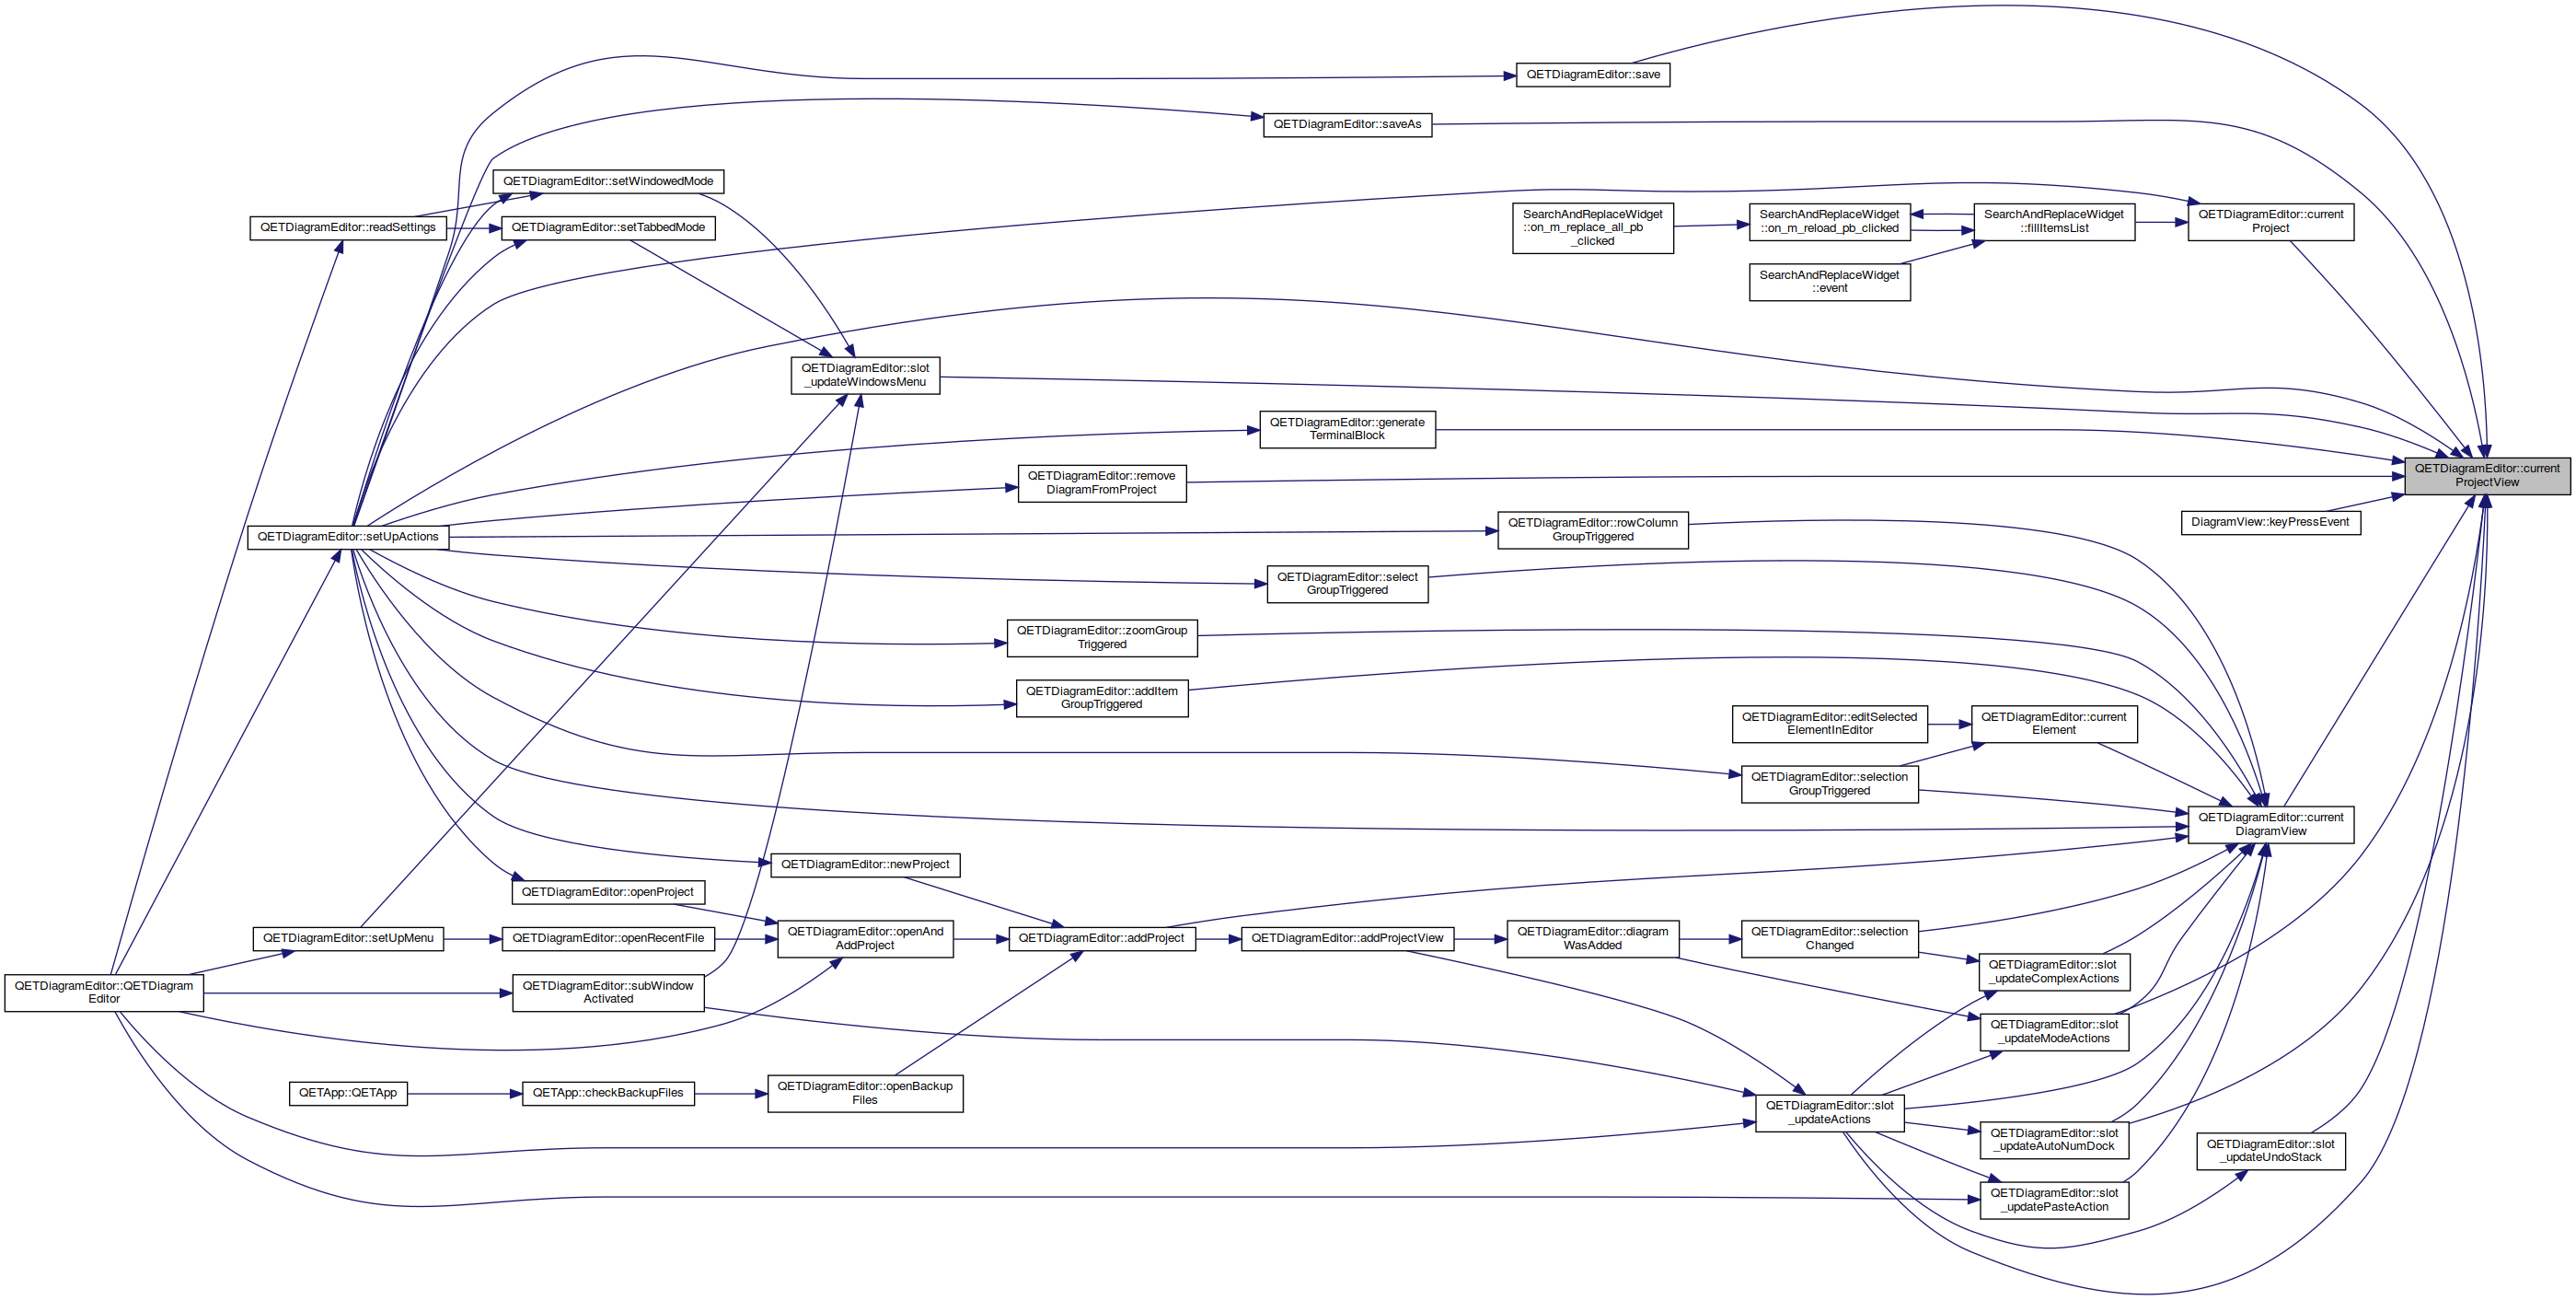 QETDiagramEditor::save
QETDiagramEditor::saveAs
QETDiagramEditor::setWindowedMode
QETDiagramEditor::readSettings
QETDiagramEditor::setTabbedMode
SearchAndReplaceWidget
::on_m_replace_all_pb
_clicked
SearchAndReplaceWidget
::on_m_reload_pb_clicked
SearchAndReplaceWidget
::fillItemsList
QETDiagramEditor::current
Project
SearchAndReplaceWidget
::event
QETDiagramEditor::slot
_updateWindowsMenu
QETDiagramEditor::generate
TerminalBlock
QETDiagramEditor::remove
DiagramFromProject
QETDiagramEditor::current
ProjectView
DiagramView::keyPressEvent
QETDiagramEditor::setUpActions
QETDiagramEditor::rowColumn
GroupTriggered
QETDiagramEditor::select
GroupTriggered
QETDiagramEditor::zoomGroup
Triggered
QETDiagramEditor::addItem
GroupTriggered
QETDiagramEditor::editSelected
ElementInEditor
QETDiagramEditor::current
Element
QETDiagramEditor::selection
GroupTriggered
QETDiagramEditor::current
DiagramView
QETDiagramEditor::newProject
QETDiagramEditor::openProject
QETDiagramEditor::setUpMenu
QETDiagramEditor::openRecentFile
QETDiagramEditor::openAnd
AddProject
QETDiagramEditor::addProject
QETDiagramEditor::addProjectView
QETDiagramEditor::diagram
WasAdded
QETDiagramEditor::selection
Changed
QETDiagramEditor::slot
_updateComplexActions
QETDiagramEditor::QETDiagram
Editor
QETDiagramEditor::subWindow
Activated
QETDiagramEditor::slot
_updateModeActions
QETApp::QETApp
QETApp::checkBackupFiles
QETDiagramEditor::openBackup
Files
QETDiagramEditor::slot
_updateActions
QETDiagramEditor::slot
_updateAutoNumDock
QETDiagramEditor::slot
_updateUndoStack
QETDiagramEditor::slot
_updatePasteAction